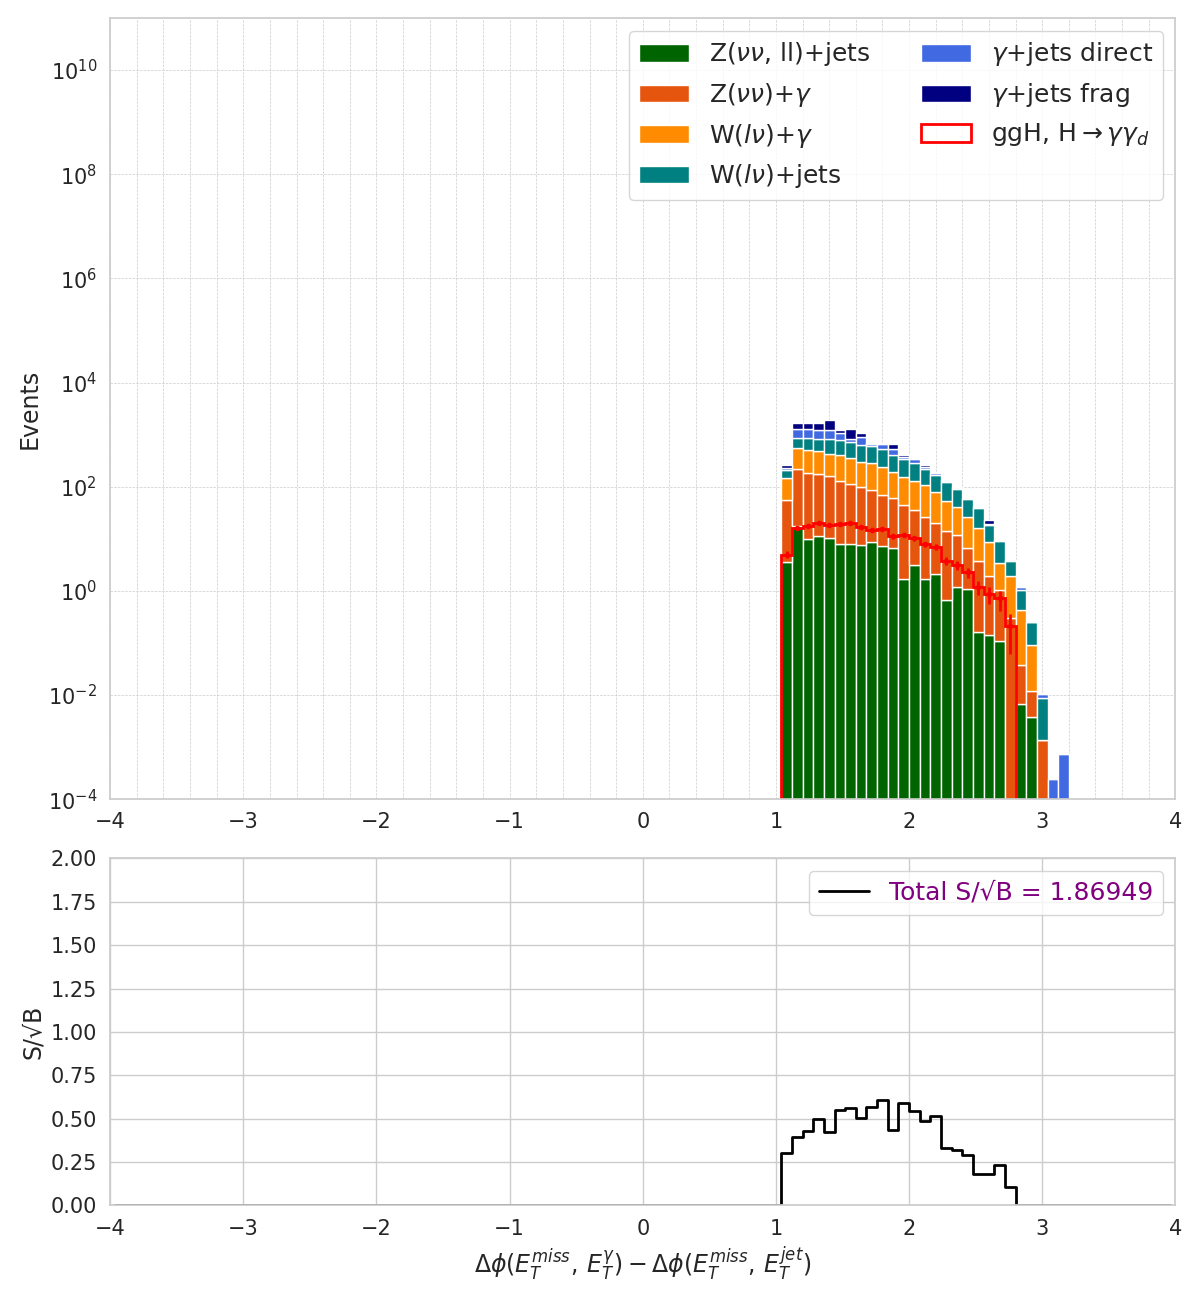 Z(νν, ll)+jets
Z(νν)+γ
W(lν)+γ
W(lν)+jets
γ+jets direct
γ+jets frag
ggH, H→γγ_d
Events
10^10
10^8
10^6
10^4
10^2
10^0
10^−2
10^−4
−4 −3 −2 −1 0 1 2 3 4
Total S/√B = 1.86949
S/√B
2.00
1.75
1.50
1.25
1.00
0.75
0.50
0.25
0.00
−4 −3 −2 −1 0 1 2 3 4
Δϕ(E_T^miss, E_T^γ) − Δϕ(E_T^miss, E_T^jet)